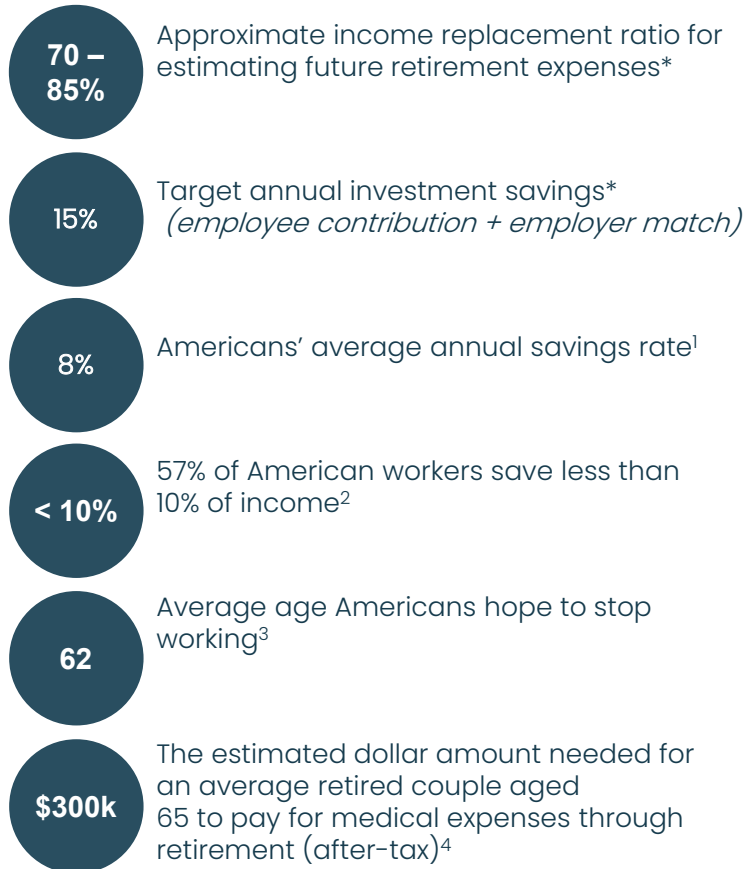 70 –
85%
Approximate income replacement ratio for
estimating future retirement expenses*
15%
Target annual investment savings*
(employee contribution + employer match)
8%
Americans’ average annual savings rate¹
< 10%
57% of American workers save less than
10% of income²
62
Average age Americans hope to stop
working³
$300k
The estimated dollar amount needed for
an average retired couple aged
65 to pay for medical expenses through
retirement (after-tax)⁴